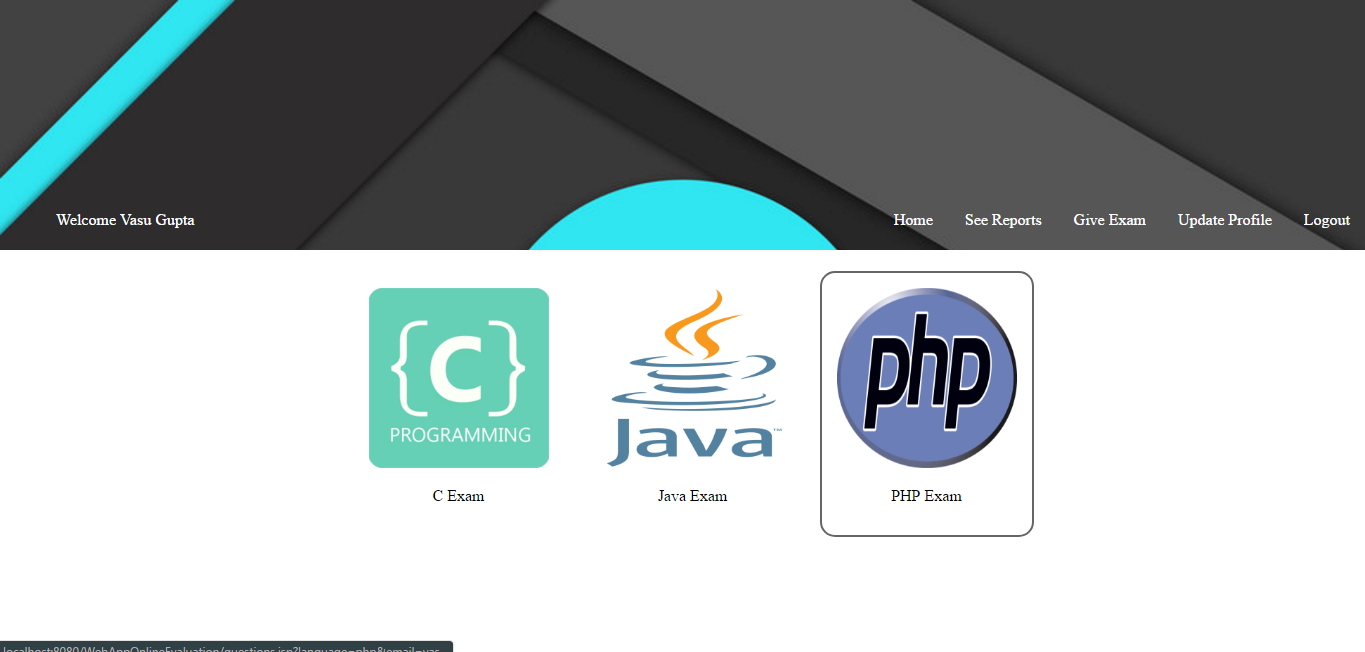 Welcome Vasu Gupta
Home See Reports Give Exam Update Profile Logout
{C}
PROGRAMMING
Java™
php
C Exam
Java Exam
PHP Exam
localhost:8080/WebAppOnlineEvaluation/questions.jsp?language=php&email=vas...